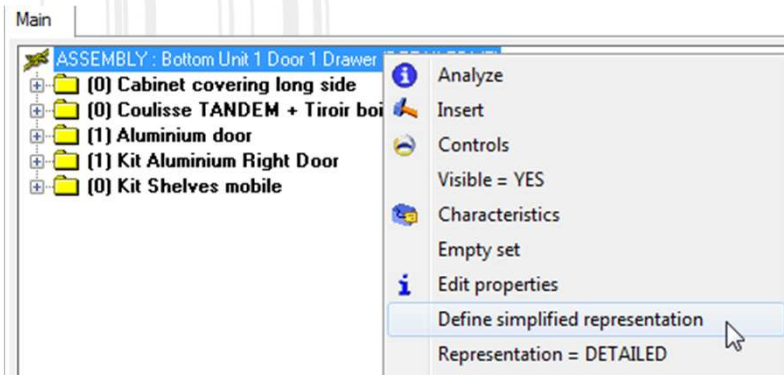 Main
ASSEMBLY : Bottom Unit 1 Door 1 Drawer
(0) Cabinet covering long side
(0) Coulisse TANDEM + Tiroir boi
(1) Aluminium door
(1) Kit Aluminium Right Door
(0) Kit Shelves mobile
Analyze
Insert
Controls
Visible = YES
Characteristics
Empty set
Edit properties
Define simplified representation
Representation = DETAILED